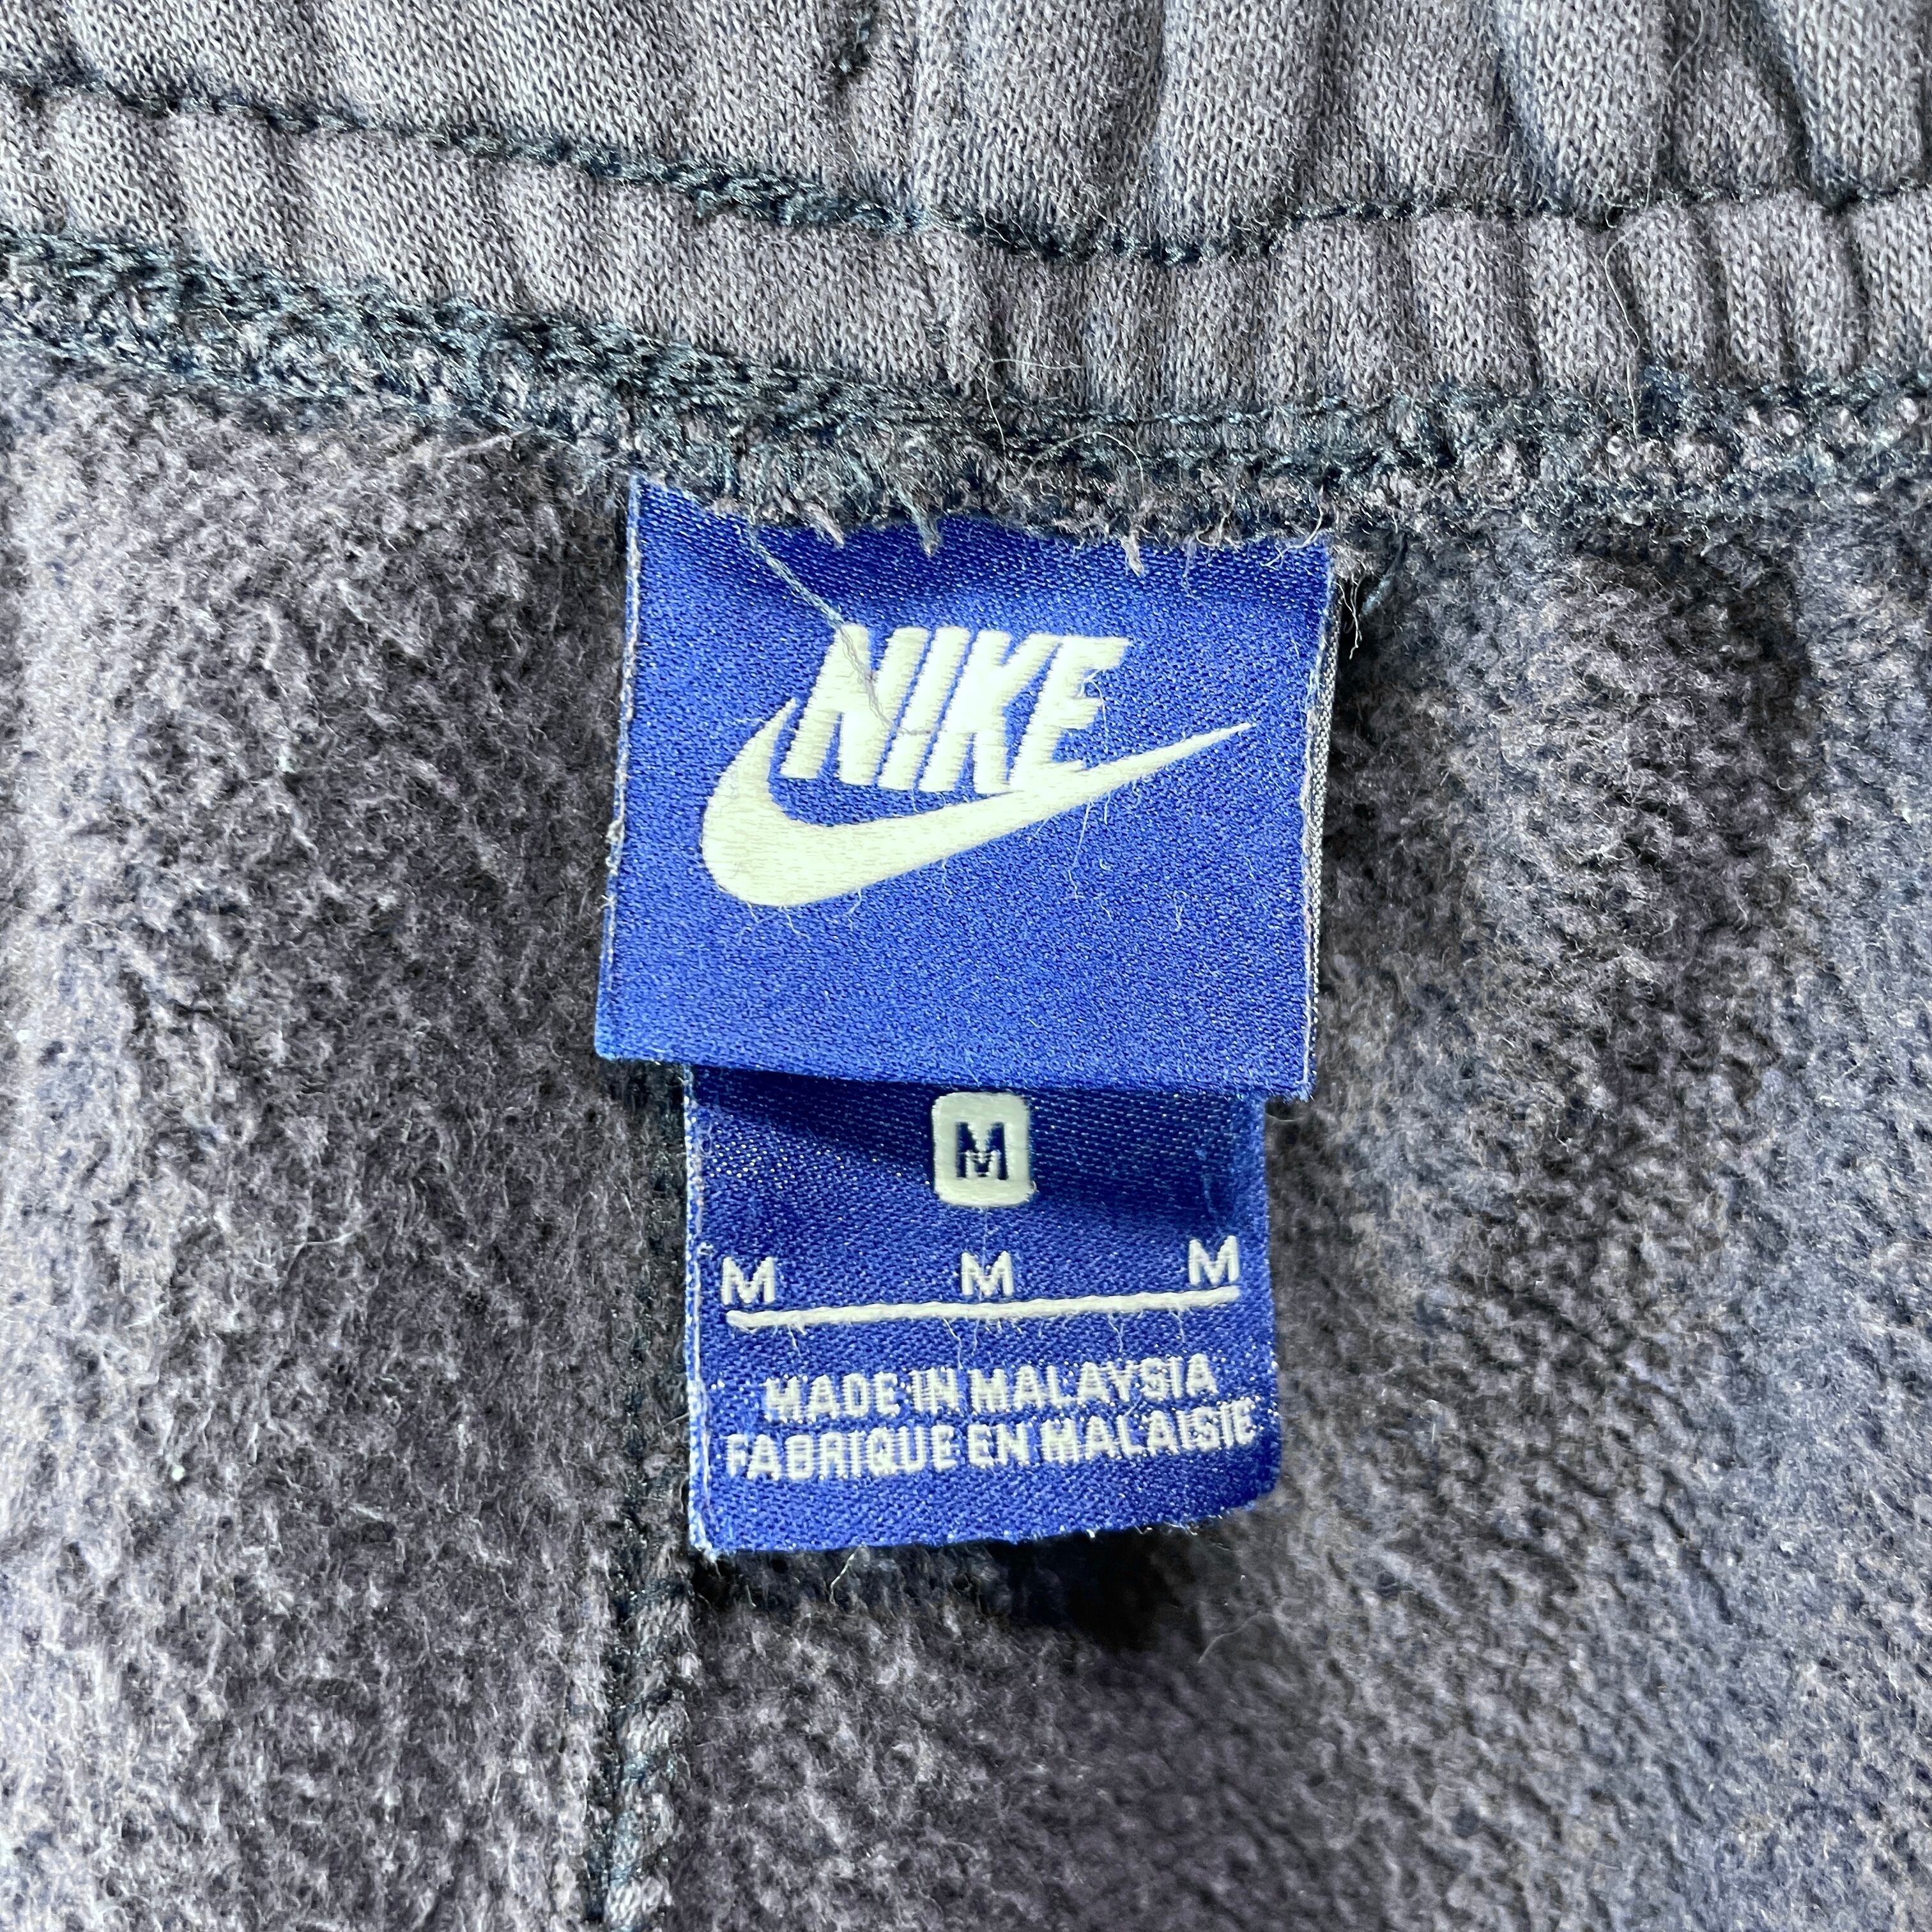 NIKE
M
M M M
MADE IN MALAYSIA
FABRIQUE EN MALAISIE